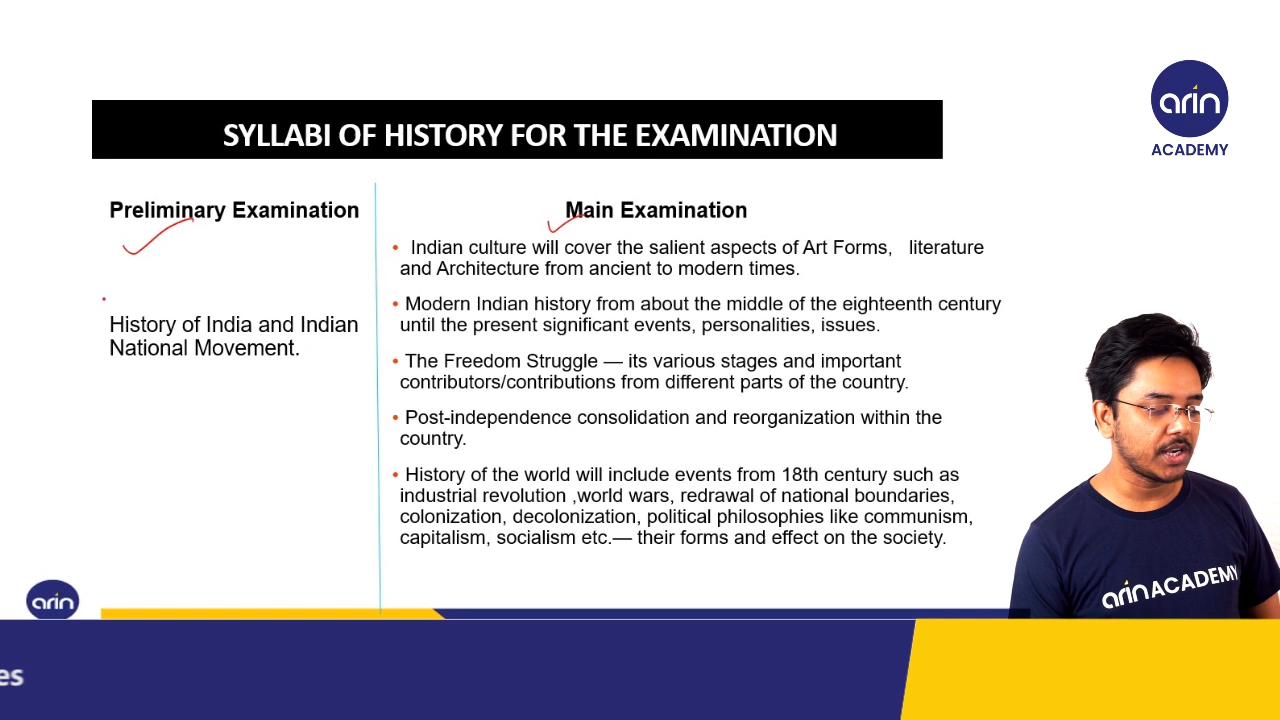 arin
ACADEMY
SYLLABI OF HISTORY FOR THE EXAMINATION
Preliminary Examination
History of India and Indian
National Movement.
Main Examination
• Indian culture will cover the salient aspects of Art Forms, literature
and Architecture from ancient to modern times.
• Modern Indian history from about the middle of the eighteenth century
until the present significant events, personalities, issues.
• The Freedom Struggle — its various stages and important
contributors/contributions from different parts of the country.
• Post-independence consolidation and reorganization within the
country.
• History of the world will include events from 18th century such as
industrial revolution ,world wars, redrawal of national boundaries,
colonization, decolonization, political philosophies like communism,
capitalism, socialism etc.— their forms and effect on the society.
arin ACADEMY
arin
es